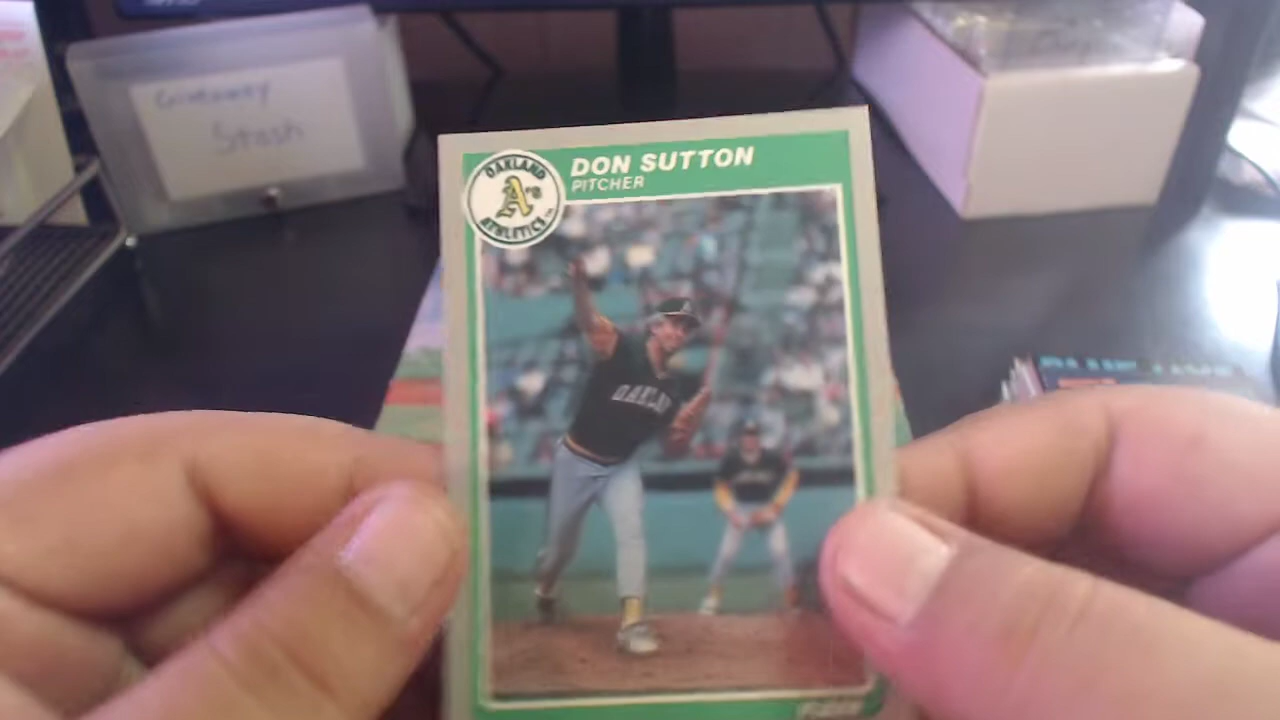 Giveaway
Stash
DON SUTTON
PITCHER
OAKLAND
A's
ATHLETICS
OAKLAND